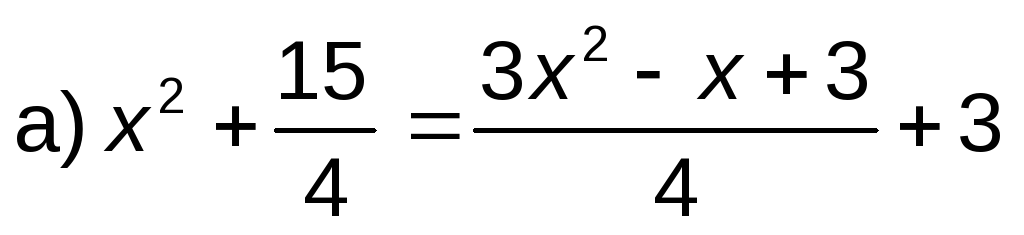 a) x² + 15/4 = (3x² - x + 3)/4 + 3